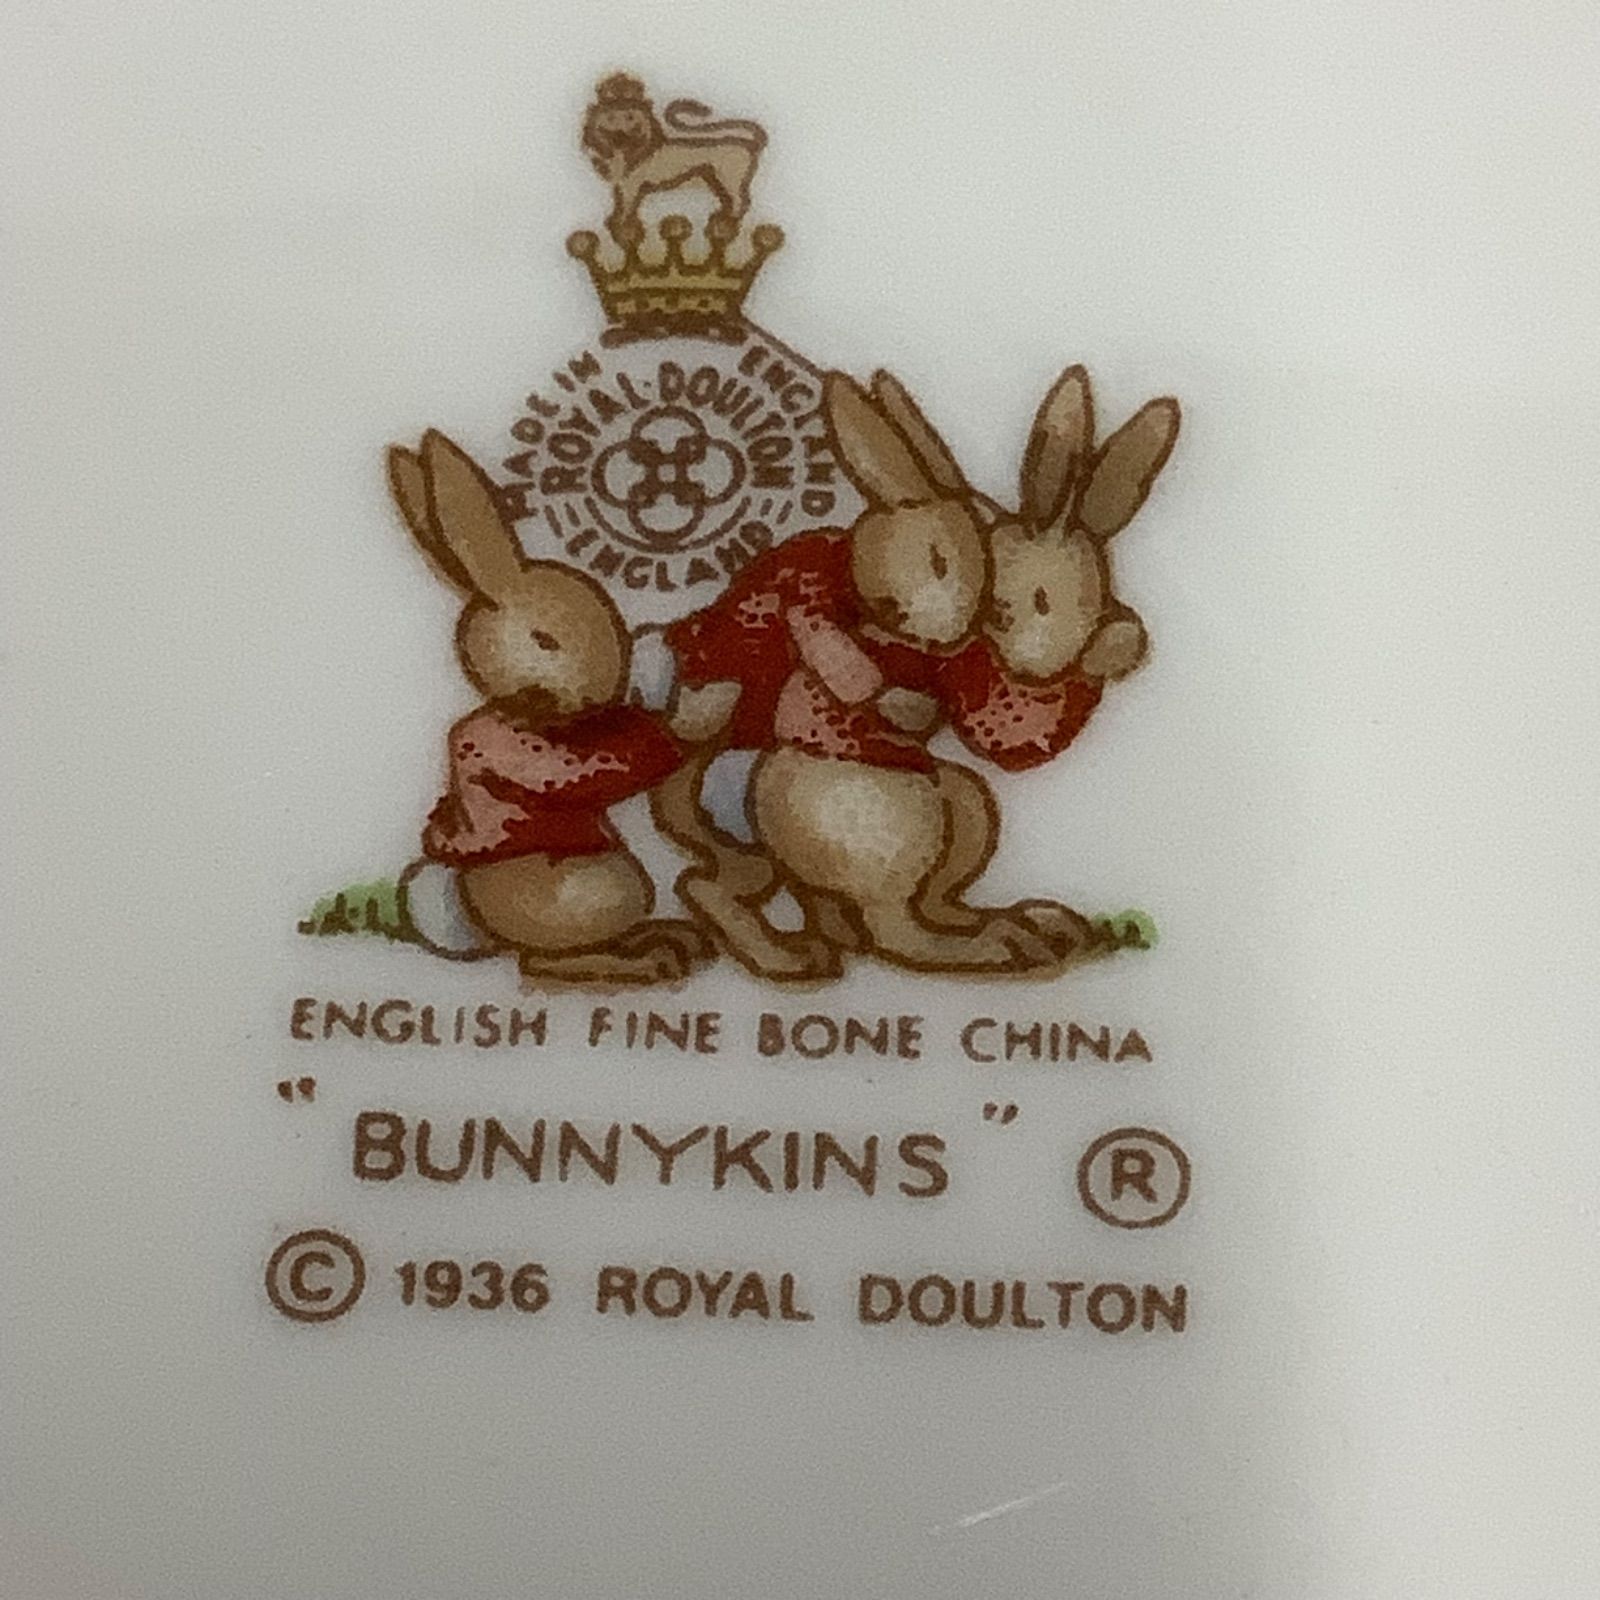 MADE IN ENGLAND
ROYAL·DOULTON
ENGLAND
ENGLISH FINE BONE CHINA
"BUNNYKINS" ®
© 1936 ROYAL DOULTON